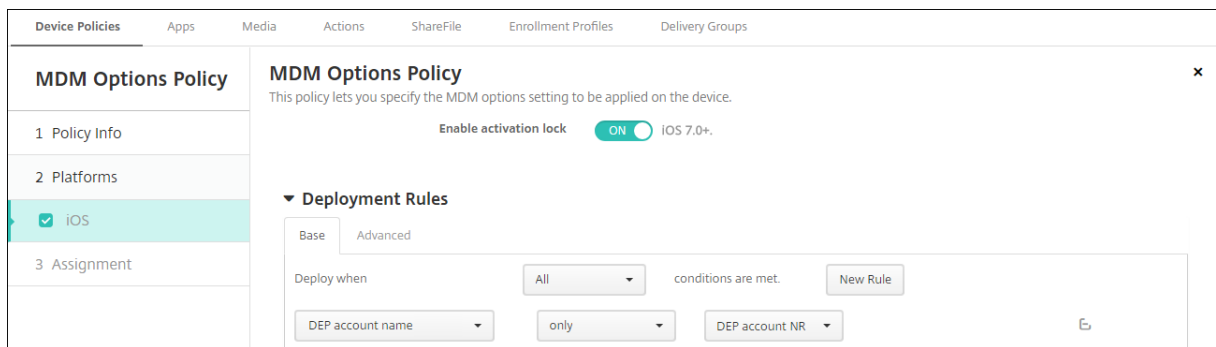 Device Policies Apps Media Actions ShareFile Enrollment Profiles Delivery Groups
MDM Options Policy
1 Policy Info
2 Platforms
iOS
3 Assignment
MDM Options Policy
This policy lets you specify the MDM options setting to be applied on the device.
Enable activation lock ON iOS 7.0+.
Deployment Rules
Base Advanced
Deploy when All conditions are met. New Rule
DEP account name only DEP account NR